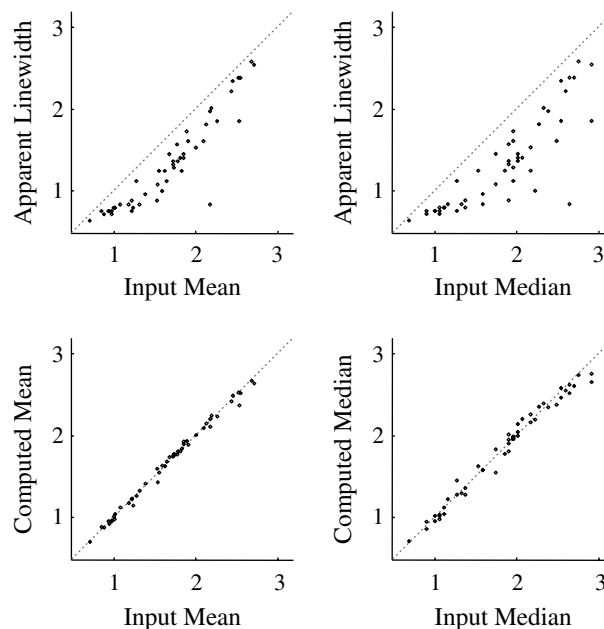 3
2
1
Apparent Linewidth
1 2 3
Input Mean
3
2
1
Apparent Linewidth
1 2 3
Input Median
3
2
1
Computed Mean
1 2 3
Input Mean
3
2
1
Computed Median
1 2 3
Input Median